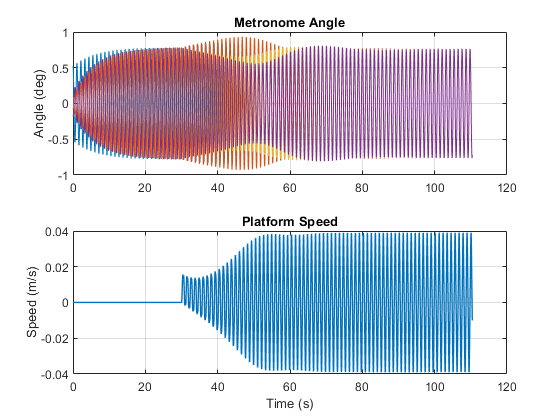 Metronome Angle
1
0.5
0
-0.5
-1
Angle (deg)
0 20 40 60 80 100 120
Platform Speed
0.04
0.02
0
-0.02
-0.04
Speed (m/s)
0 20 40 60 80 100 120
Time (s)